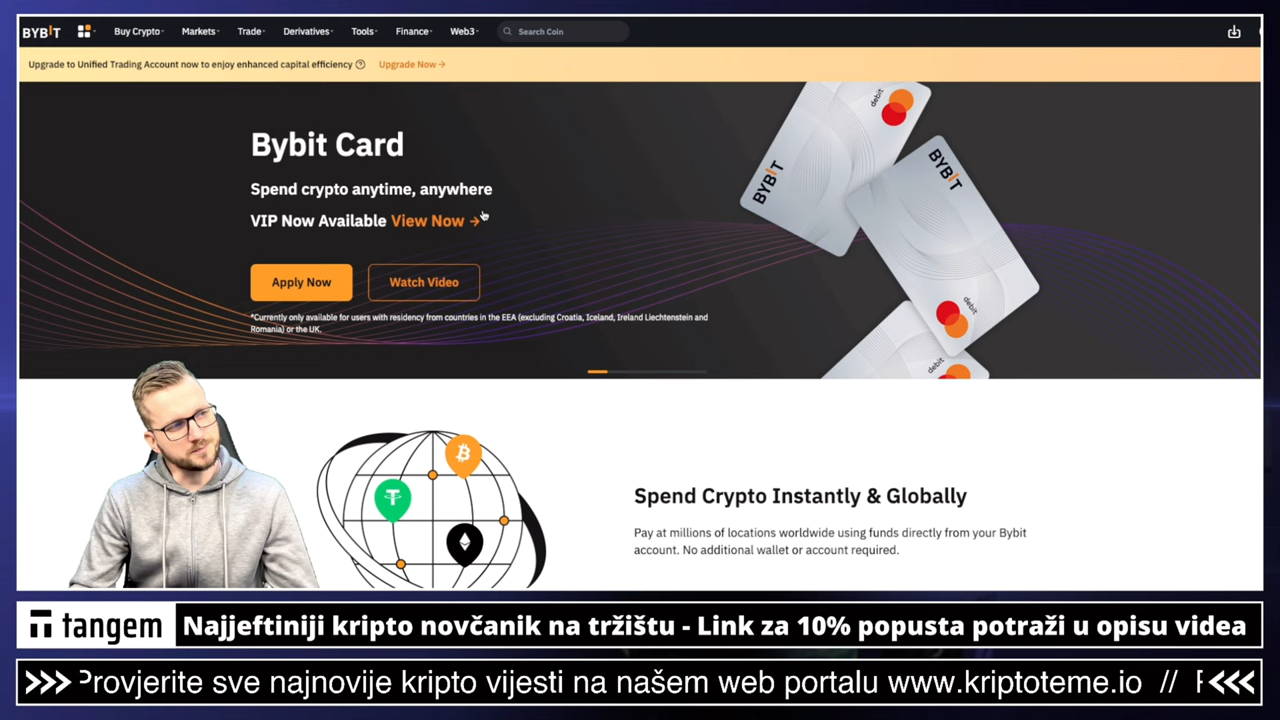 BYBIT Buy Crypto Markets Trade Derivatives Tools Finance Web3 Search Coin
Upgrade to Unified Trading Account now to enjoy enhanced capital efficiency ? Upgrade Now →
Bybit Card
Spend crypto anytime, anywhere
VIP Now Available View Now →
Apply Now Watch Video
*Currently only available for users with residency from countries in the EEA (excluding Croatia, Iceland, Ireland Liechtenstein and
Romania) or the UK.
debit
BYBIT
BYBIT
debit
debit
Spend Crypto Instantly & Globally
Pay at millions of locations worldwide using funds directly from your Bybit
account. No additional wallet or account required.
tangem Najjeftiniji kripto novčanik na tržištu - Link za 10% popusta potraži u opisu videa
>>> Provjerite sve najnovije kripto vijesti na našem web portalu www.kriptoteme.io // <<<